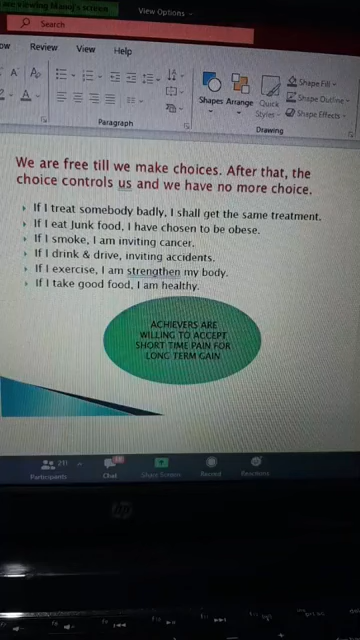 are viewing Manoj's screen
View Options
Search
Review View Help
Shapes Arrange Quick
Styles
Shape Fill
Shape Outline
Shape Effects
Paragraph
Drawing
We are free till we make choices. After that, the
choice controls us and we have no more choice.
If I treat somebody badly, I shall get the same treatment.
If I eat Junk food, I have chosen to be obese.
If I smoke, I am inviting cancer.
If I drink & drive, inviting accidents.
If I exercise, I am strengthen my body.
If I take good food, I am healthy.
ACHIEVERS ARE
WILLING TO ACCEPT
SHORT TIME PAIN FOR
LONG TERM GAIN
Participants
Chat
Share Screen
Record
Reactions
hp